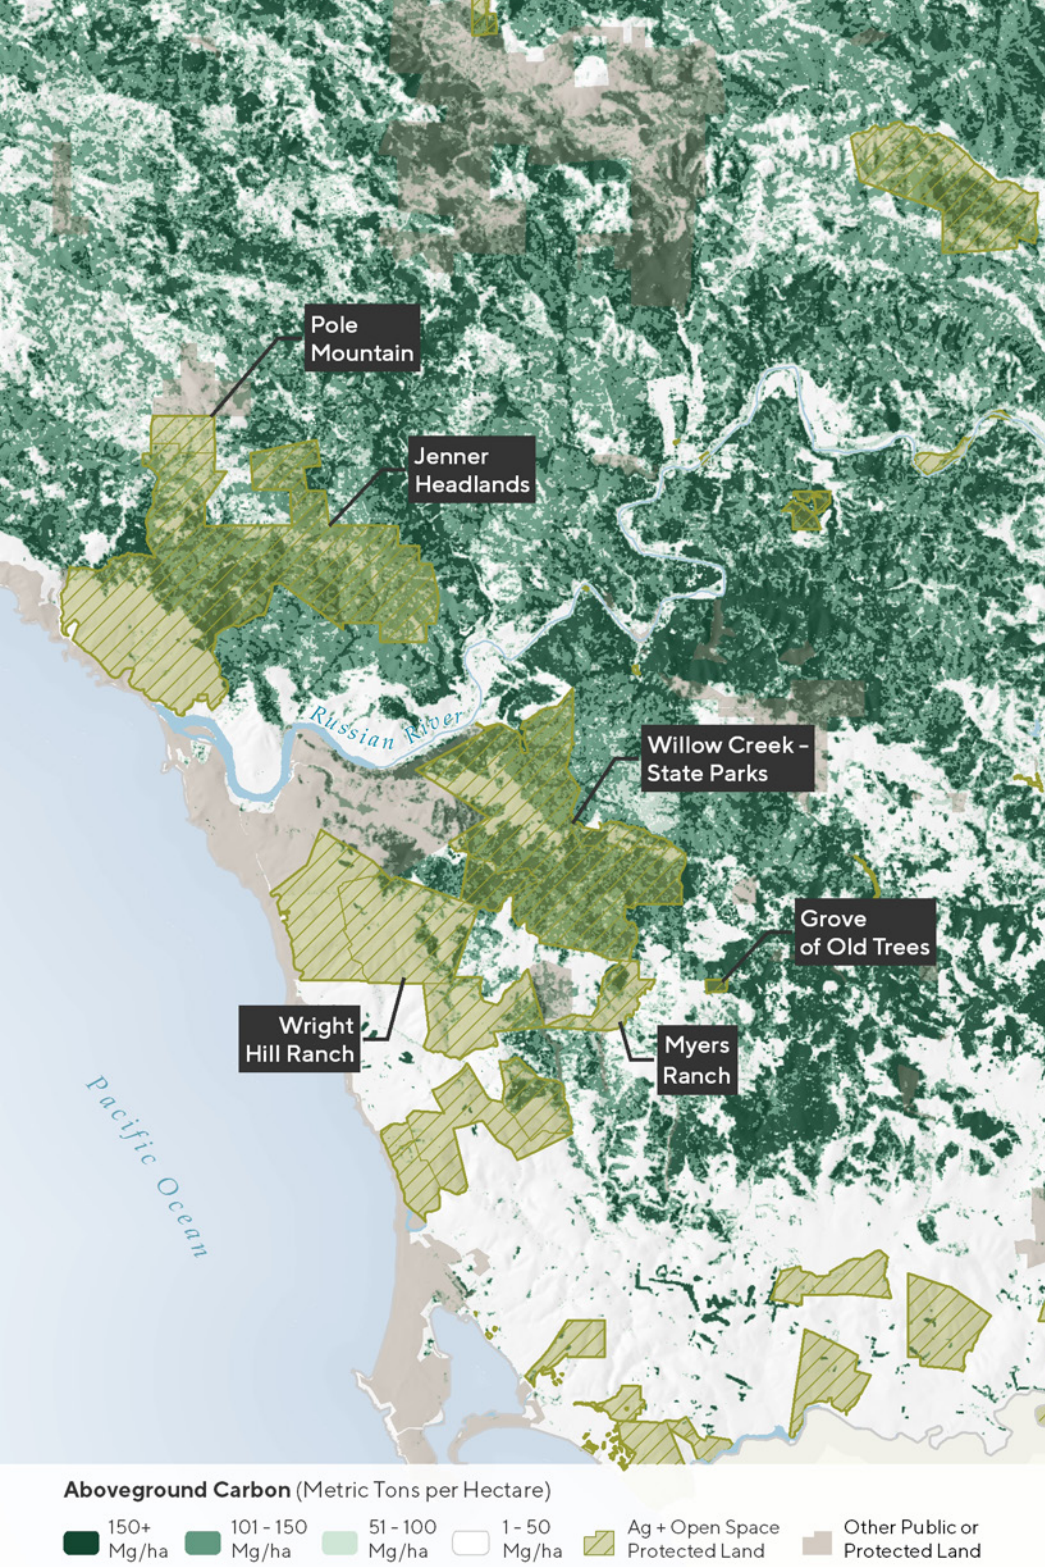 Pole
Mountain
Jenner
Headlands
Russian River
Willow Creek -
State Parks
Grove
of Old Trees
Wright
Hill Ranch
Myers
Ranch
Pacific Ocean
Aboveground Carbon (Metric Tons per Hectare)
150+
Mg/ha
101 - 150
Mg/ha
51 - 100
Mg/ha
1 - 50
Mg/ha
Ag + Open Space
Protected Land
Other Public or
Protected Land